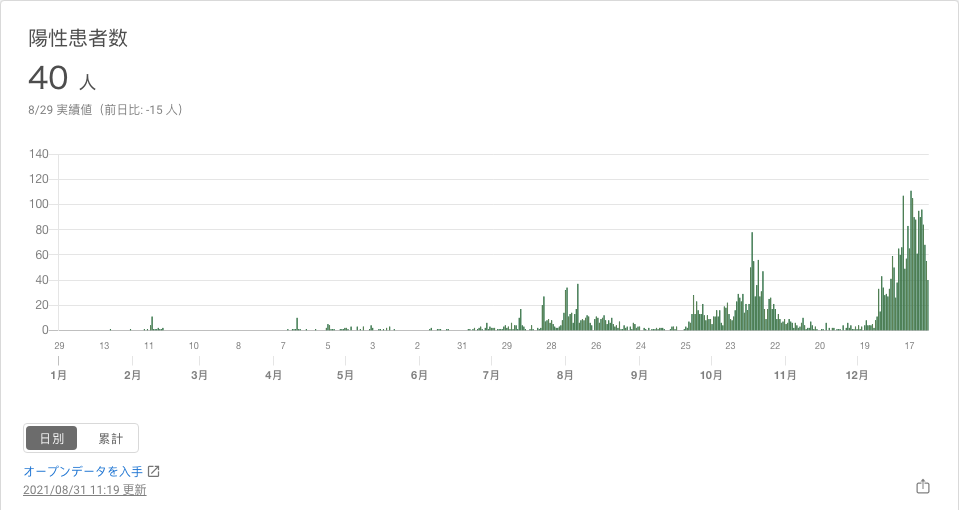 陽性患者数
40 人
8/29 実績値（前日比: -15 人）
140
120
100
80
60
40
20
0
29 13 11 10 8 7 5 3 2 31 29 28 26 24 25 23 22 20 19 17
1月 2月 3月 4月 5月 6月 7月 8月 9月 10月 11月 12月
日別 累計
オープンデータを入手
2021/08/31 11:19 更新